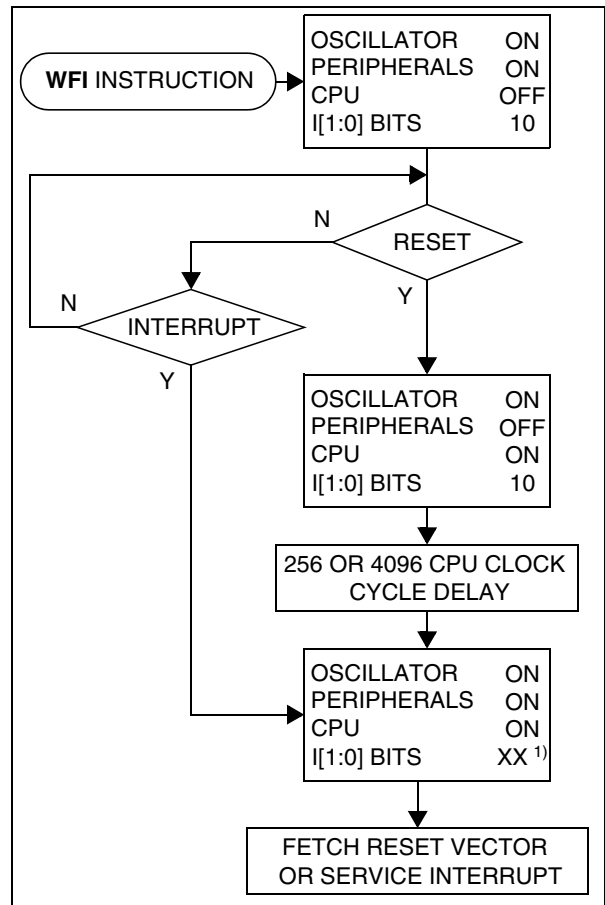 WFI INSTRUCTION
OSCILLATOR ON
PERIPHERALS ON
CPU OFF
I[1:0] BITS 10
N
RESET
Y
N
INTERRUPT
Y
OSCILLATOR ON
PERIPHERALS OFF
CPU ON
I[1:0] BITS 10
256 OR 4096 CPU CLOCK
CYCLE DELAY
OSCILLATOR ON
PERIPHERALS ON
CPU ON
I[1:0] BITS XX 1)
FETCH RESET VECTOR
OR SERVICE INTERRUPT